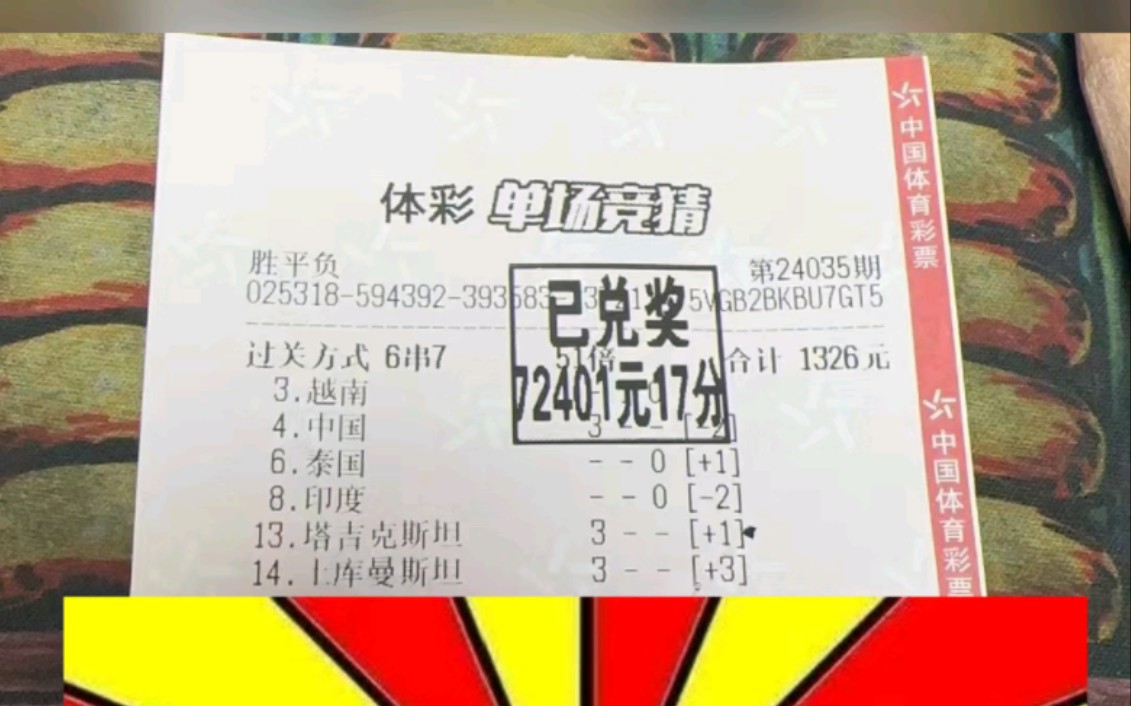 体彩 单场竞猜
胜平负 第24035期
025318-594392-393583 5VGB2BKBU7GT5
已兑奖
72401元17分
过关方式 6串7 51倍 合计 1326元
3.越南 0
4.中国 3 - - [-2]
6.泰国 - - 0 [+1]
8.印度 - - 0 [-2]
13.塔吉克斯坦 3 - - [+1]
14.土库曼斯坦 3 - - [+3]
中国体育彩票
中国体育彩票